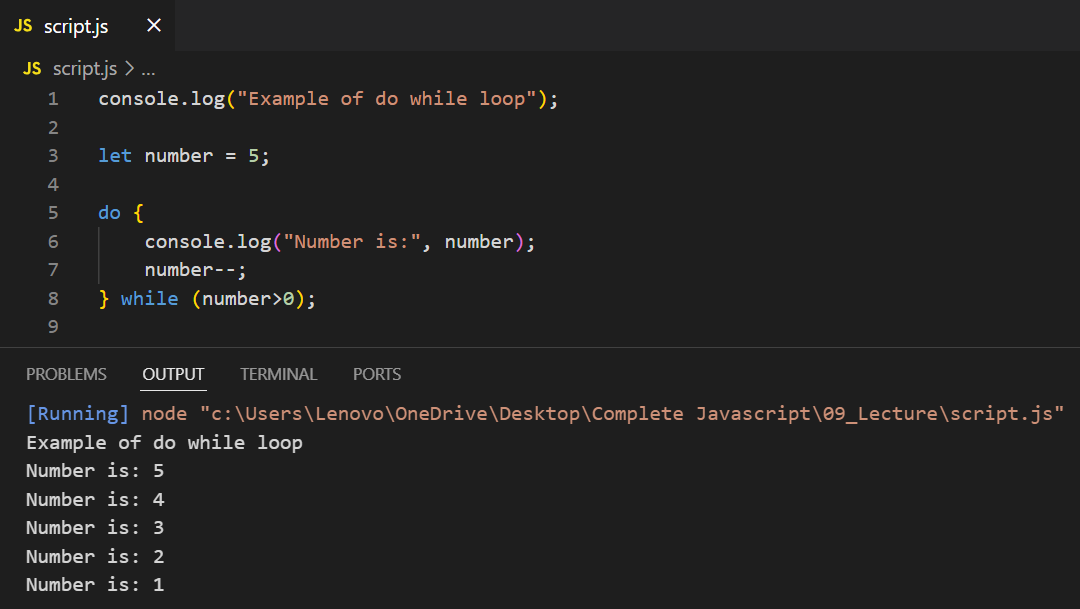 JS script.js ×
JS script.js > ...
1 console.log("Example of do while loop");
2
3 let number = 5;
4
5 do {
6 console.log("Number is:", number);
7 number--;
8 } while (number>0);
9
PROBLEMS OUTPUT TERMINAL PORTS
[Running] node "c:\Users\Lenovo\OneDrive\Desktop\Complete Javascript\09_Lecture\script.js"
Example of do while loop
Number is: 5
Number is: 4
Number is: 3
Number is: 2
Number is: 1